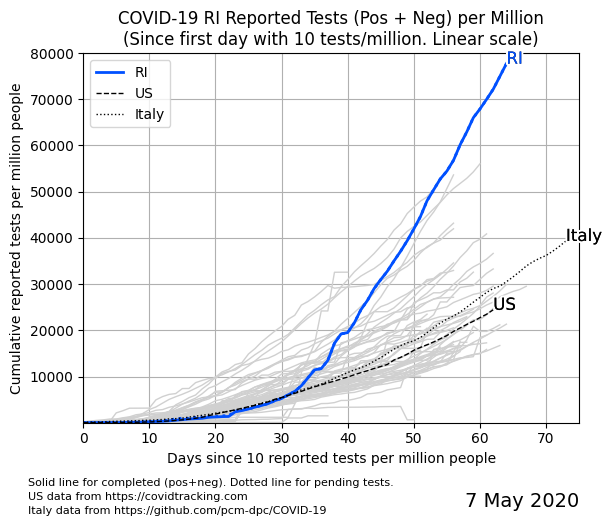 COVID-19 RI Reported Tests (Pos + Neg) per Million
(Since first day with 10 tests/million. Linear scale)
Cumulative reported tests per million people
80000
70000
60000
50000
40000
30000
20000
10000
RI
US
Italy
RI
Italy
US
0 10 20 30 40 50 60 70
Days since 10 reported tests per million people
Solid line for completed (pos+neg). Dotted line for pending tests.
US data from https://covidtracking.com
Italy data from https://github.com/pcm-dpc/COVID-19
7 May 2020